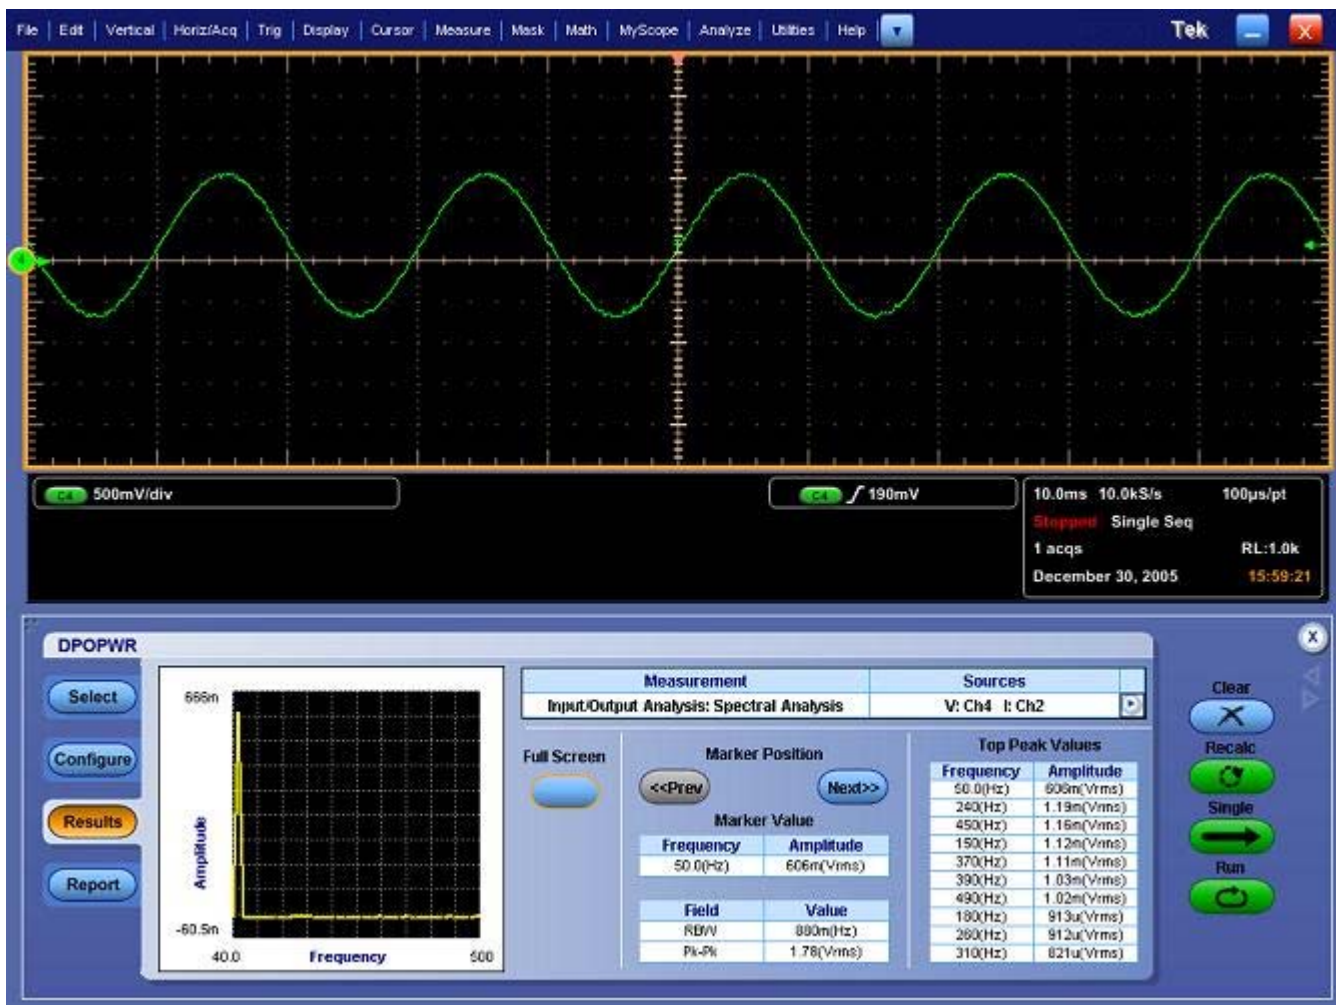 File Edit Vertical Horiz/Acq Trig Display Cursor Measure Mask Math MyScope Analyze Utilities Help Tek X
4
C4 500mV/div
C4 190mV
10.0ms 10.0kS/s 100µs/pt
Stopped Single Seq
1 acqs RL:1.0k
December 30, 2005 15:59:21
DPOPWR
Select
Configure
Results
Report
666m
Amplitude
-60.5m
40.0 Frequency 500
Measurement Sources
Input/Output Analysis: Spectral Analysis V: Ch4 I: Ch2
Full Screen
Marker Position
<<Prev Next>>
Marker Value
Frequency Amplitude
50.0(Hz) 606m(Vrms)
Field Value
RBW 880m(Hz)
Pk-Pk 1.78(Vrms)
Top Peak Values
Frequency Amplitude
50.0(Hz) 606m(Vrms)
240(Hz) 1.19m(Vrms)
450(Hz) 1.16m(Vrms)
150(Hz) 1.12m(Vrms)
370(Hz) 1.11m(Vrms)
390(Hz) 1.03m(Vrms)
490(Hz) 1.02m(Vrms)
180(Hz) 913u(Vrms)
260(Hz) 912u(Vrms)
310(Hz) 821u(Vrms)
X
Clear
Recalc
Single
Run